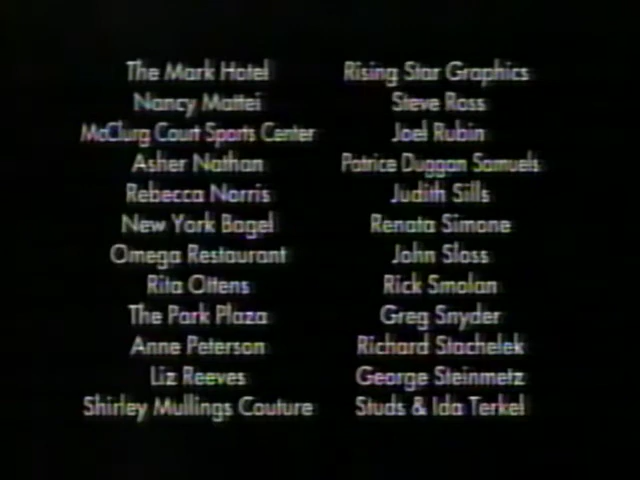 The Mark Hotel
Nancy Mattei
McClurg Court Sports Center
Asher Nathan
Rebecca Norris
New York Bagel
Omega Restaurant
Rita Ottens
The Park Plaza
Anne Peterson
Liz Reeves
Shirley Mullings Couture
Rising Star Graphics
Steve Ross
Joel Rubin
Patrice Duggan Samuels
Judith Sills
Renata Simone
John Sloss
Rick Smolan
Greg Snyder
Richard Stachelek
George Steinmetz
Studs & Ida Terkel